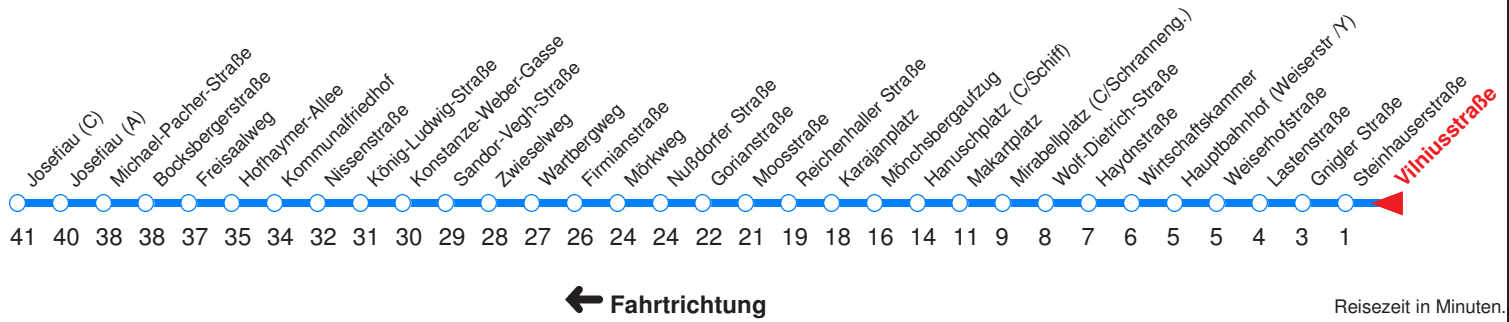 Josefiau (C)
Josefiau (A)
Michael-Pacher-Straße
Bocksbergerstraße
Freisaalweg
Hofhaymer-Allee
Kommunalfriedhof
Nissenstraße
König-Ludwig-Straße
Konstanze-Weber-Gasse
Sandor-Vegh-Straße
Zwieselweg
Wartbergweg
Firmianstraße
Mörkweg
Nußdorfer Straße
Gorianstraße
Moosstraße
Reichenhaller Straße
Karajanplatz
Mönchsbergaufzug
Hanuschplatz (C/Schiff)
Makartplatz
Mirabellplatz (C/Schranneng.)
Wolf-Dietrich-Straße
Haydnstraße
Wirtschaftskammer
Hauptbahnhof (Weiserstr /Y)
Weiserhofstraße
Lastenstraße
Gnigler Straße
Steinhauserstraße
Vilniusstraße
41 40 38 38 37 35 34 32 31 30 29 28 27 26 24 24 22 21 19 18 16 14 11 9 8 7 6 5 5 4 3 1
Fahrtrichtung
Reisezeit in Minuten.